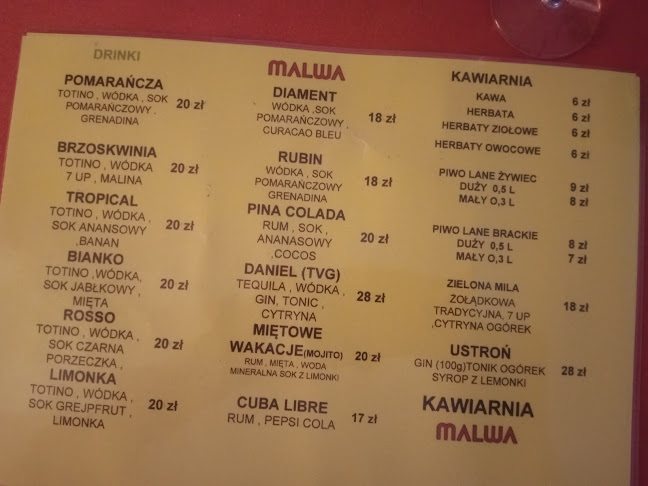 DRINKI
POMARAŃCZA
TOTINO , WÓDKA , SOK
POMARAŃCZOWY ,
GRENADINA
20 zł
BRZOSKWINIA
TOTINO , WÓDKA
7 UP , MALINA
20 zł
TROPICAL
TOTINO , WÓDKA ,
SOK ANANSOWY
,BANAN
20 zł
BIANKO
TOTINO ,WÓDKA,
SOK JABŁKOWY ,
MIĘTA
20 zł
ROSSO
TOTINO , WÓDKA ,
SOK CZARNA
PORZECZKA ,
20 zł
LIMONKA
TOTINO , WÓDKA ,
SOK GREJPFRUT ,
LIMONKA
20 zł
MALWA
DIAMENT
WÓDKA ,SOK
POMARAŃCZOWY ,
CURACAO BLEU
18 zł
RUBIN
WÓDKA , SOK
POMARAŃCZOWY
GRENADINA
18 zł
PINA COLADA
RUM , SOK ,
ANANASOWY
,COCOS
20 zł
DANIEL (TVG)
TEQUILA , WÓDKA ,
GIN, TONIC ,
CYTRYNA
28 zł
MIĘTOWE
WAKACJE(MOJITO)
RUM , MIĘTA , WODA
MINERALNA SOK Z LIMONKI
20 zł
CUBA LIBRE
RUM , PEPSI COLA
17 zł
KAWIARNIA
KAWA 6 zł
HERBATA 6 zł
HERBATY ZIOŁOWE 6 zł
HERBATY OWOCOWE 6 zł
PIWO LANE ŻYWIEC
DUŻY 0,5 L 9 zł
MAŁY O,3 L 8 zł
PIWO LANE BRACKIE
DUŻY 0,5 L 8 zł
MAŁY O,3 L 7 zł
ZIELONA MILA
ŻOŁĄDKOWA
TRADYCYJNA, 7 UP
,CYTRYNA OGÓREK
18 zł
USTROŃ
GIN (100g)TONIK OGÓREK
SYROP Z LEMONKI
28 zł
KAWIARNIA
MALWA